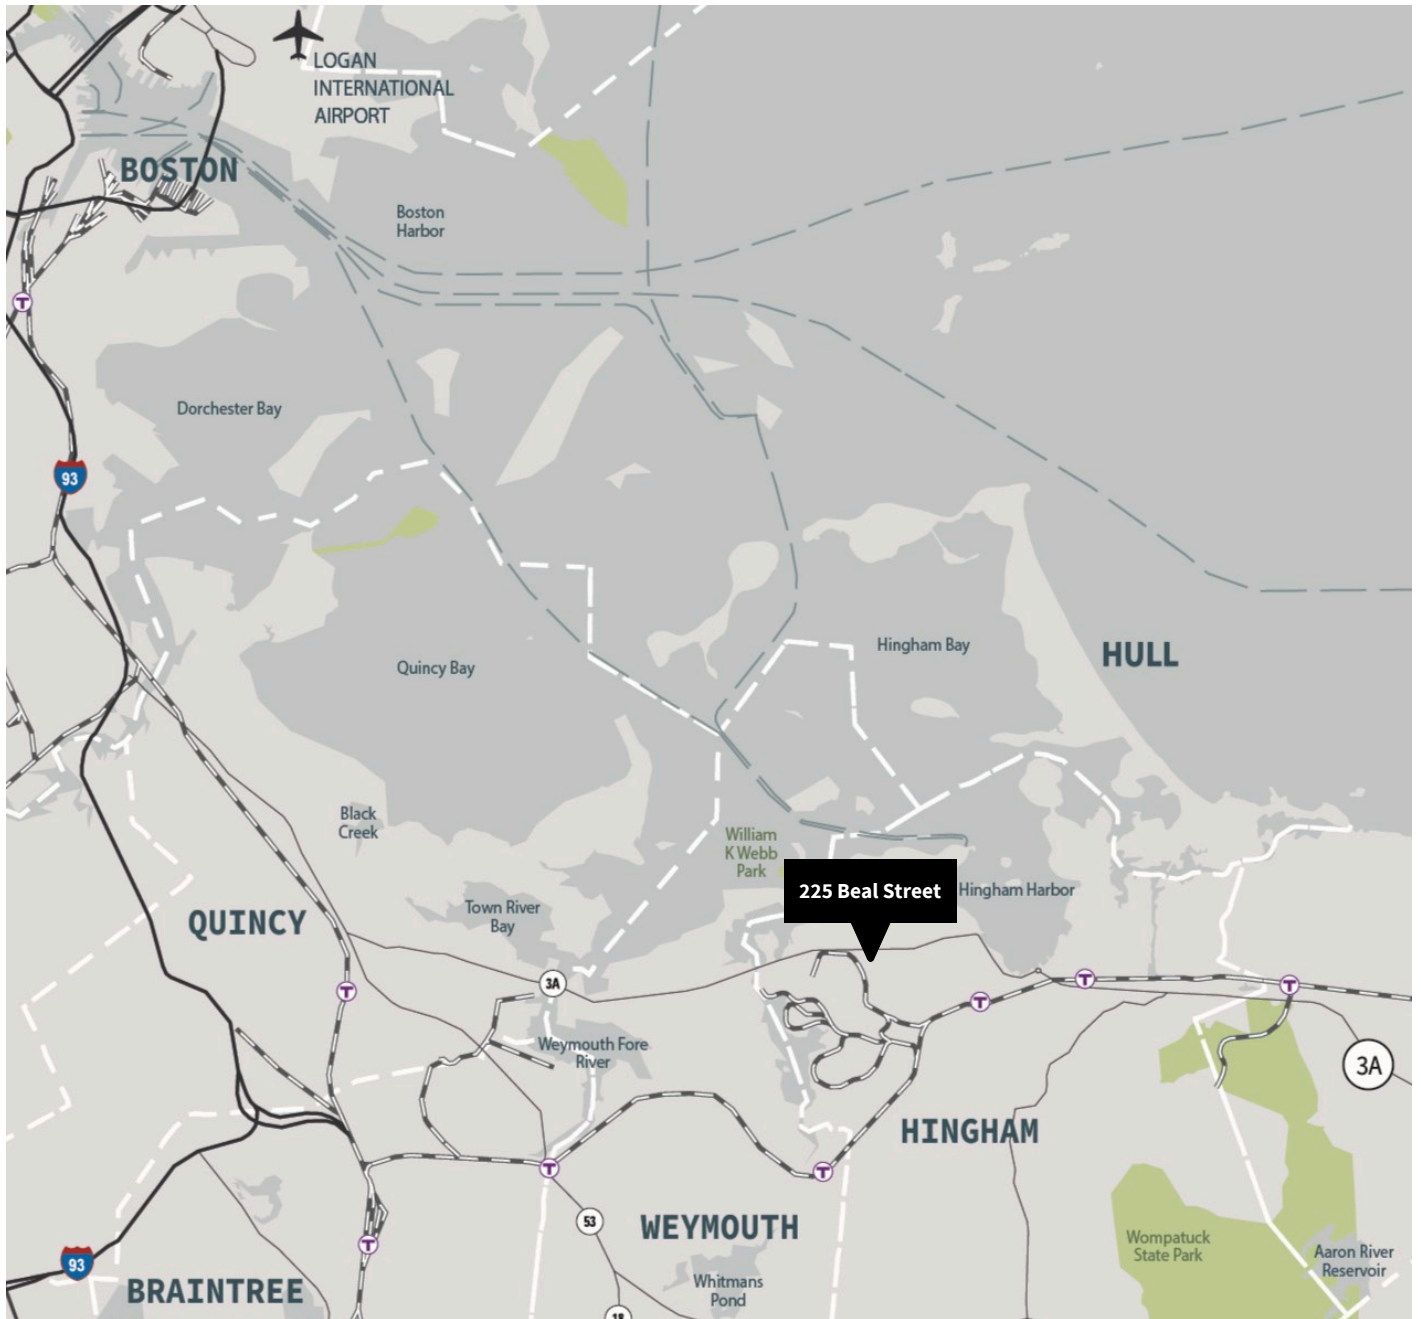 LOGAN
INTERNATIONAL
AIRPORT
BOSTON
Boston
Harbor
T
Dorchester Bay
93
Hingham Bay
HULL
Quincy Bay
Black
Creek
William
K Webb
Park
225 Beal Street
Hingham Harbor
Town River
Bay
QUINCY
3A
T
T
T
T
Weymouth Fore
River
3A
HINGHAM
T
T
53
WEYMOUTH
Wompatuck
State Park
T
93
Aaron River
Reservoir
BRAINTREE
Whitmans
Pond
18